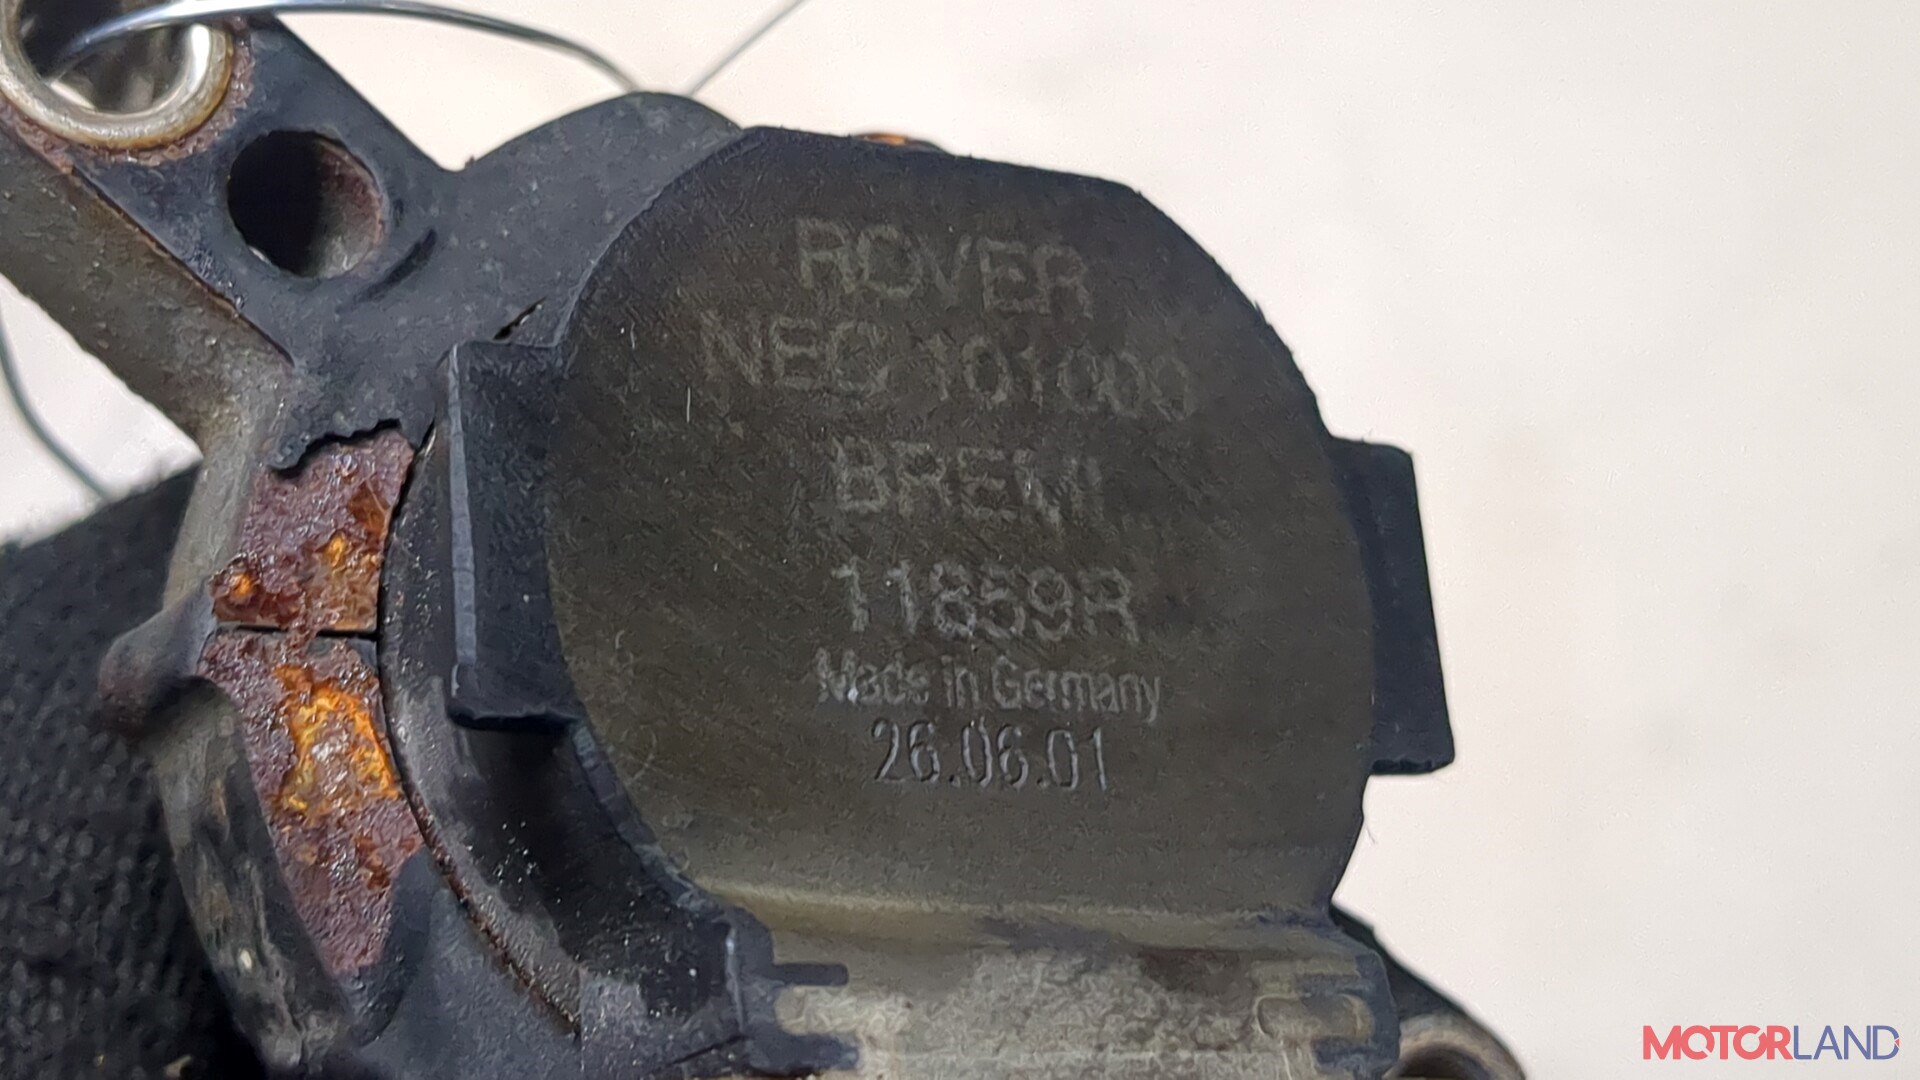 ROVER
NEC 101000
BREMI
11859R
Made in Germany
26.06.01
MOTORLAND